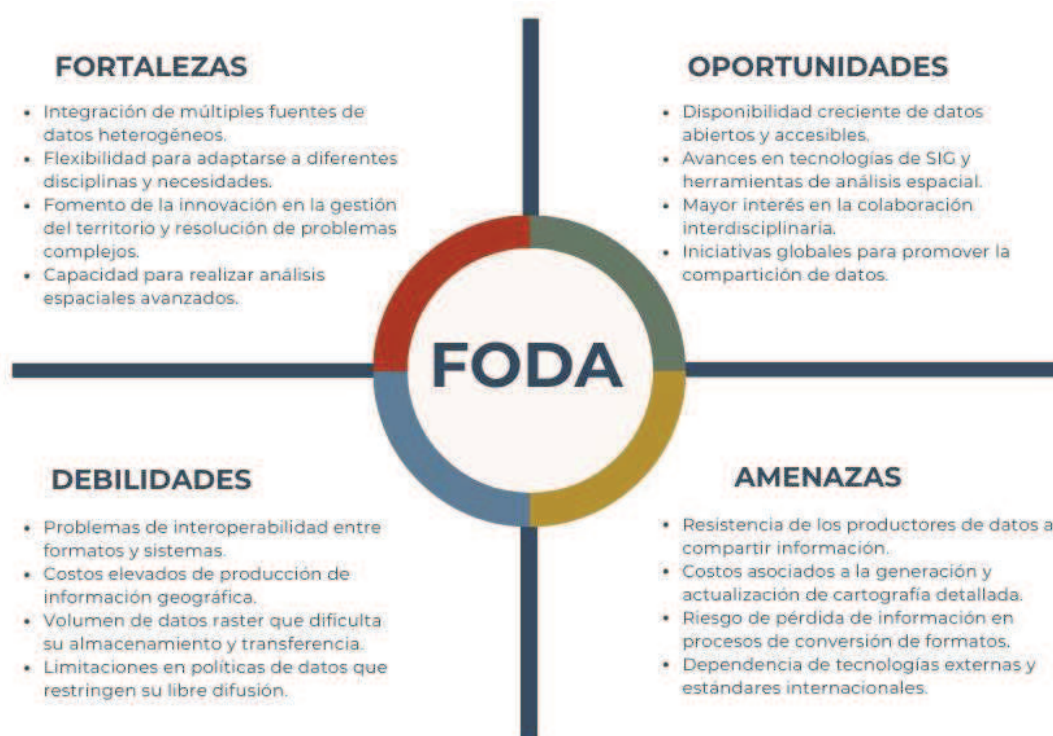 FORTALEZAS
• Integración de múltiples fuentes de
datos heterogéneos.
• Flexibilidad para adaptarse a diferentes
disciplinas y necesidades.
• Fomento de la innovación en la gestión
del territorio y resolución de problemas
complejos.
• Capacidad para realizar análisis
espaciales avanzados.
OPORTUNIDADES
• Disponibilidad creciente de datos
abiertos y accesibles.
• Avances en tecnologías de SIG y
herramientas de análisis espacial.
• Mayor interés en la colaboración
interdisciplinaria.
• Iniciativas globales para promover la
compartición de datos.
FODA
DEBILIDADES
• Problemas de interoperabilidad entre
formatos y sistemas.
• Costos elevados de producción de
información geográfica.
• Volumen de datos raster que dificulta
su almacenamiento y transferencia.
• Limitaciones en políticas de datos que
restringen su libre difusión.
AMENAZAS
• Resistencia de los productores de datos a
compartir información.
• Costos asociados a la generación y
actualización de cartografía detallada.
• Riesgo de pérdida de información en
procesos de conversión de formatos.
• Dependencia de tecnologías externas y
estándares internacionales.